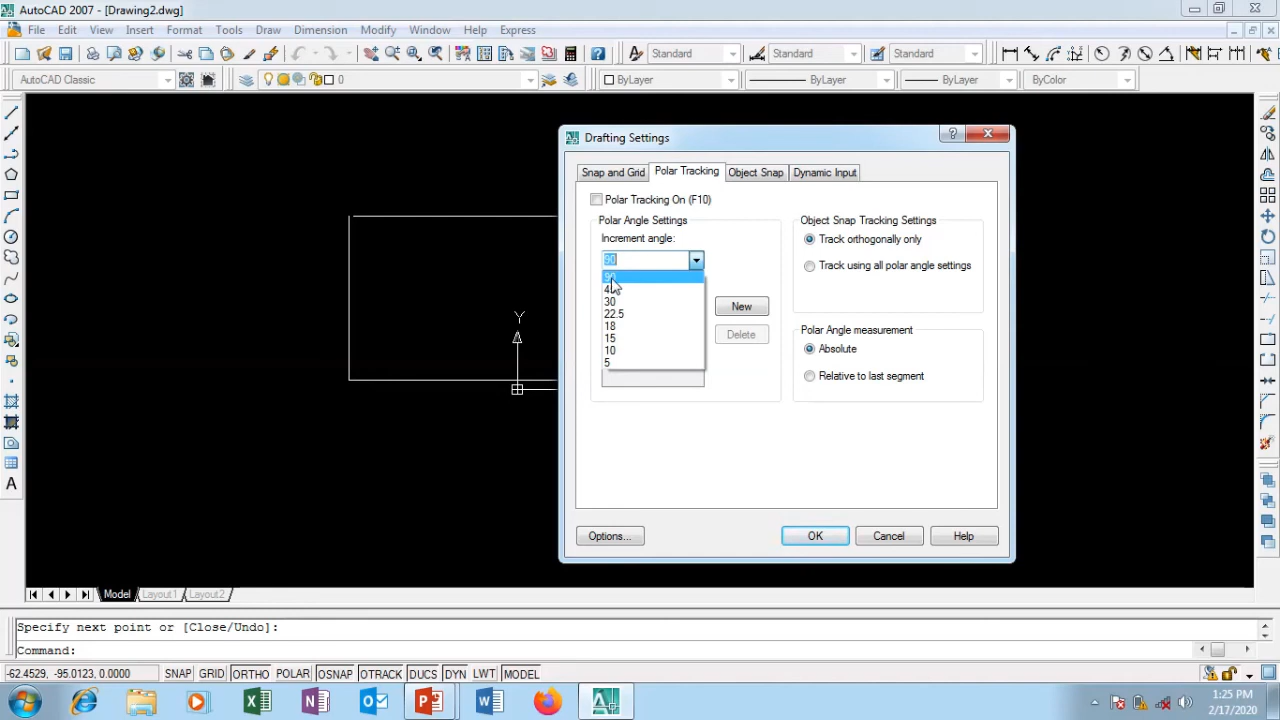 AutoCAD 2007 - [Drawing2.dwg]
File Edit View Insert Format Tools Draw Dimension Modify Window Help Express
Standard Standard Standard
AutoCAD Classic 0 ByLayer ByLayer ByLayer ByColor
Drafting Settings
Snap and Grid Polar Tracking Object Snap Dynamic Input
Polar Tracking On (F10)
Polar Angle Settings
Increment angle:
90
90
30
22.5
18
15
10
5
New
Delete
Object Snap Tracking Settings
Track orthogonally only
Track using all polar angle settings
Polar Angle measurement
Absolute
Relative to last segment
Options... OK Cancel Help
Y
A
Model Layout1 Layout2
Specify next point or [Close/Undo]:
Command:
-62.4529, -95.0123, 0.0000 SNAP GRID ORTHO POLAR OSNAP OTRACK DUCS DYN LWT MODEL
1:25 PM
2/17/2020